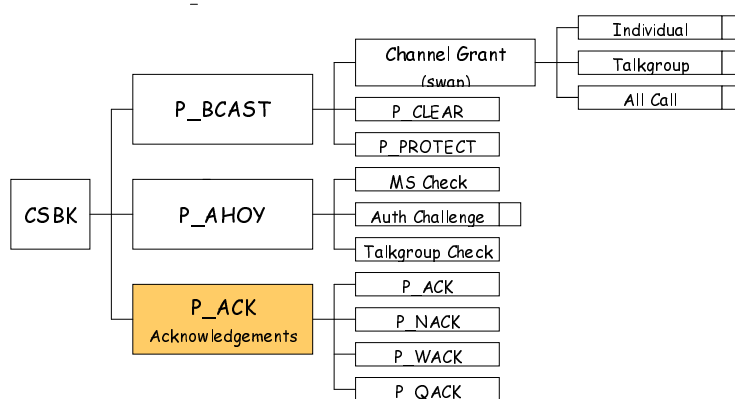 Individual
Channel Grant
(swap)
Talkgroup
P_BCAST
All Call
P_CLEAR
P_PROTECT
MS Check
CSBK
P_AHOY
Auth Challenge
Talkgroup Check
P_ACK
Acknowledgements
P_ACK
P_NACK
P_WACK
P_QACK